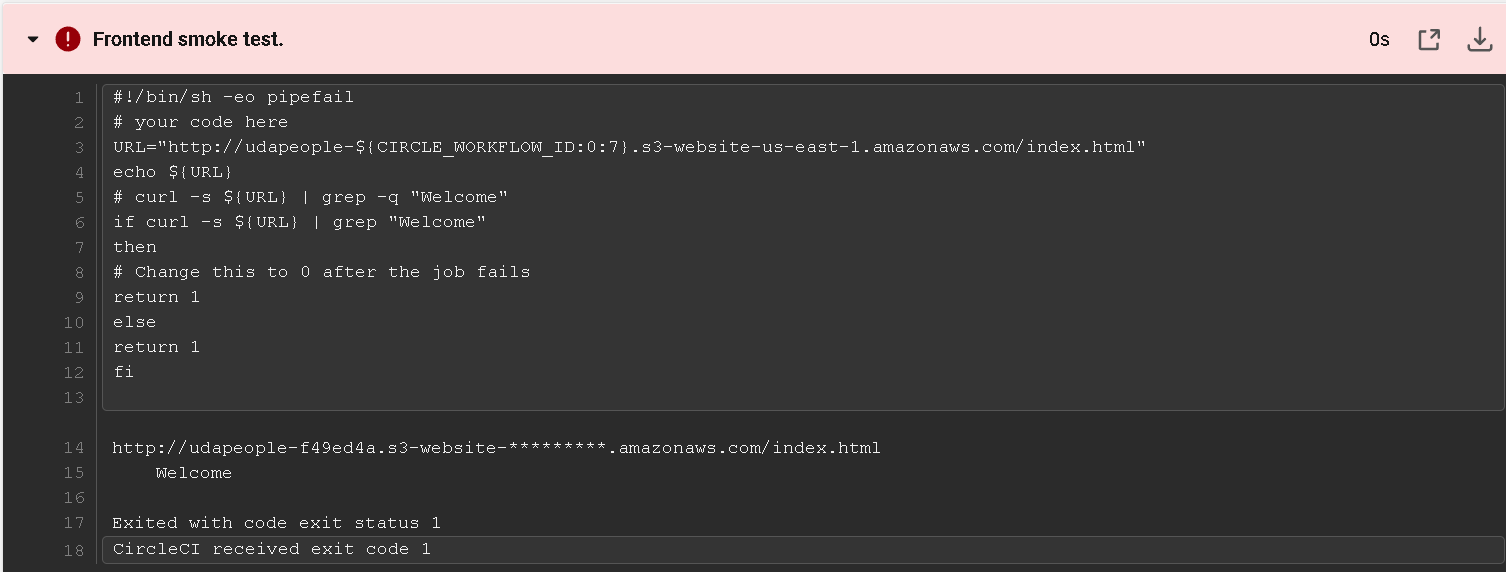 Frontend smoke test.
0s
1 #!/bin/sh -eo pipefail
2 # your code here
3 URL="http://udapeople-${CIRCLE_WORKFLOW_ID:0:7}.s3-website-us-east-1.amazonaws.com/index.html"
4 echo ${URL}
5 # curl -s ${URL} | grep -q "Welcome"
6 if curl -s ${URL} | grep "Welcome"
7 then
8 # Change this to 0 after the job fails
9 return 1
10 else
11 return 1
12 fi
13
14 http://udapeople-f49ed4a.s3-website-*********.amazonaws.com/index.html
15 Welcome
16
17 Exited with code exit status 1
18 CircleCI received exit code 1